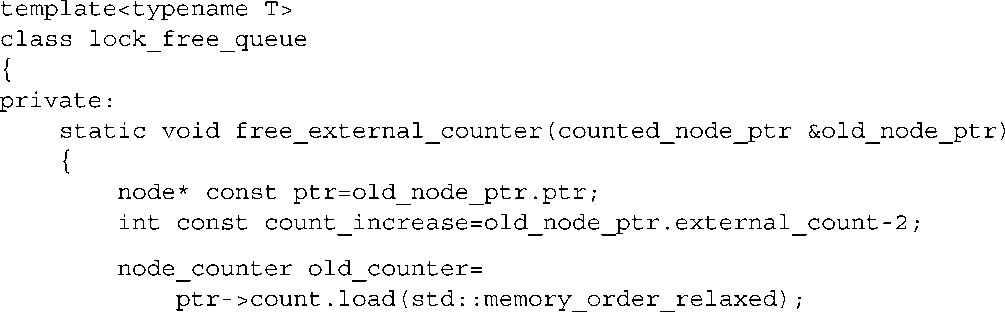 template<typename T>
class lock_free_queue
{
private:
    static void free_external_counter(counted_node_ptr &old_node_ptr)
    {
        node* const ptr=old_node_ptr.ptr;
        int const count_increase=old_node_ptr.external_count-2;
        node_counter old_counter=
            ptr->count.load(std::memory_order_relaxed);